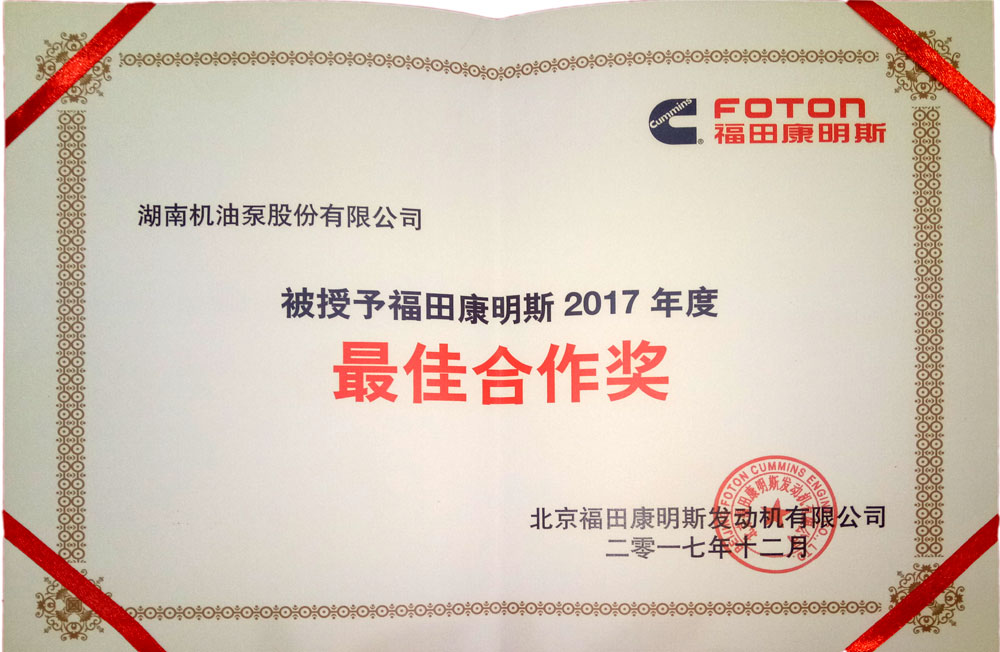 Cummins
FOTON
福田康明斯
湖南机油泵股份有限公司
被授予福田康明斯 2017 年度
最佳合作奖
北京福田康明斯发动机有限公司
二零一七年十二月